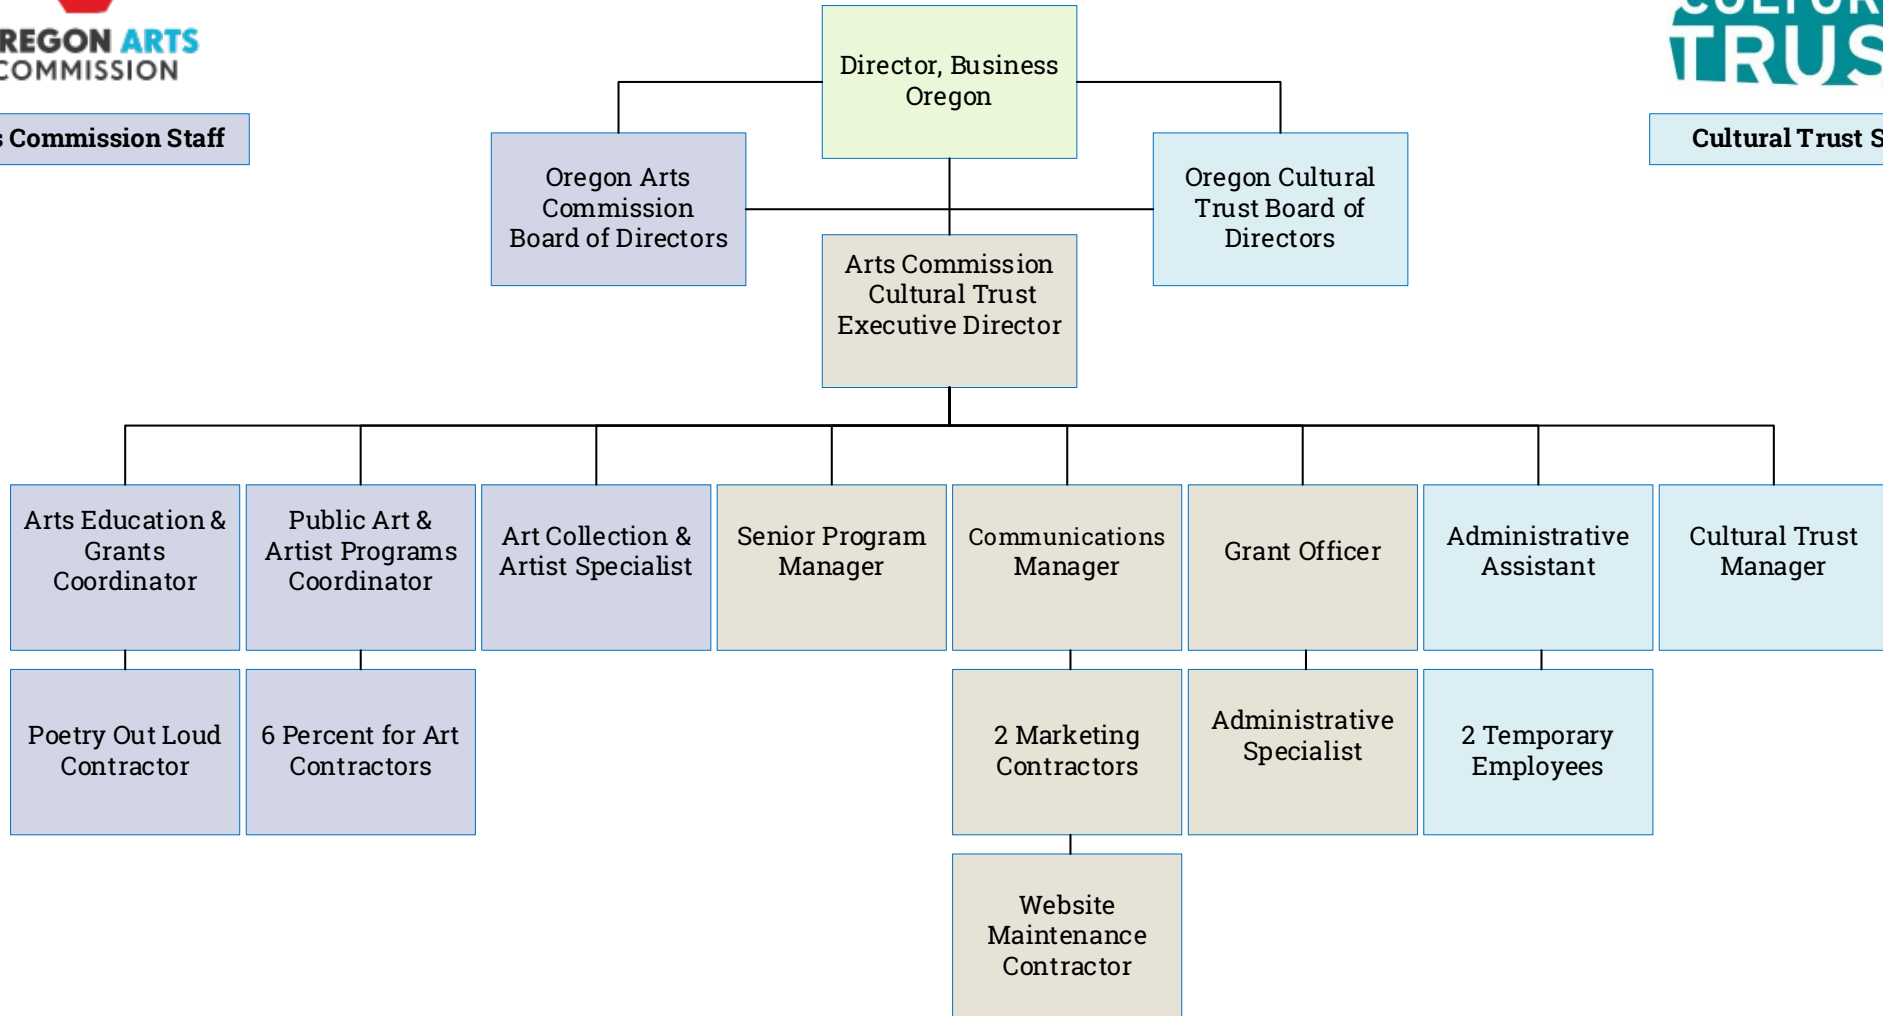 OREGON ARTS
COMMISSION
TRUS
Commission Staff
Cultural Trust
Director, Business
Oregon
Oregon Arts
Commission
Board of Directors
Oregon Cultural
Trust Board of
Directors
Arts Commission
Cultural Trust
Executive Director
Arts Education &
Grants
Coordinator
Public Art &
Artist Programs
Coordinator
Art Collection &
Artist Specialist
Senior Program
Manager
Communications
Manager
Grant Officer
Administrative
Assistant
Cultural Trust
Manager
Poetry Out Loud
Contractor
6 Percent for Art
Contractors
2 Marketing
Contractors
Administrative
Specialist
2 Temporary
Employees
Website
Maintenance
Contractor